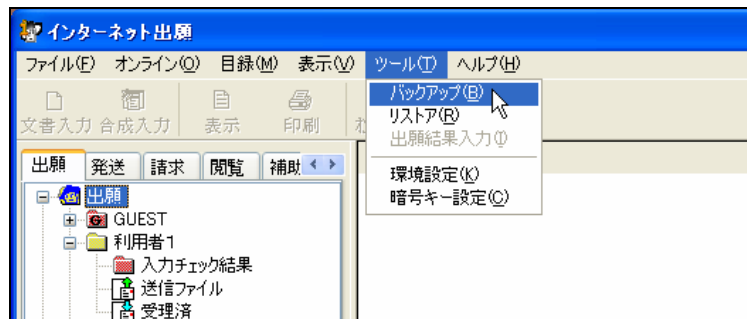 インターネット出願
ファイル(F) オンライン(O) 目録(M) 表示(V) ツール(T) ヘルプ(H)
文書入力 合成入力 表示 印刷
バックアップ(B)
リストア(R)
出願結果入力(I)
環境設定(K)
暗号キー設定(C)
出願 発送 請求 閲覧 補助
出願
GUEST
利用者1
入力チェック結果
送信ファイル
受理済